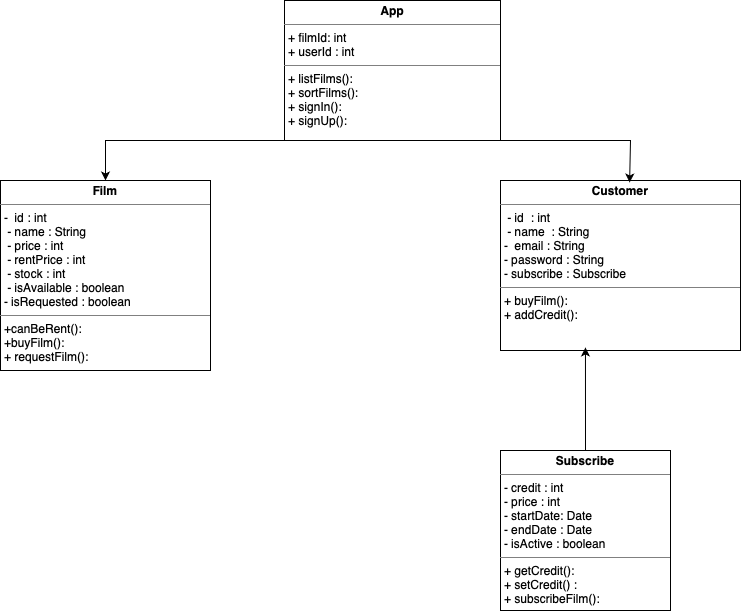 App
+ filmId: int
+ userId : int
+ listFilms():
+ sortFilms():
+ signIn():
+ signUp():
Film
-  id  : int
- name : String
- price : int
- rentPrice : int
- stock : int
- isAvailable : boolean
- isRequested : boolean
+canBeRent():
+buyFilm():
+ requestFilm():
Customer
- id  : int
- name  : String
-  email : String
- password : String
- subscribe : Subscribe
+ buyFilm():
+ addCredit():
Subscribe
- credit : int
- price : int
- startDate: Date
- endDate : Date
- isActive : boolean
+ getCredit():
+ setCredit() :
+ subscribeFilm():